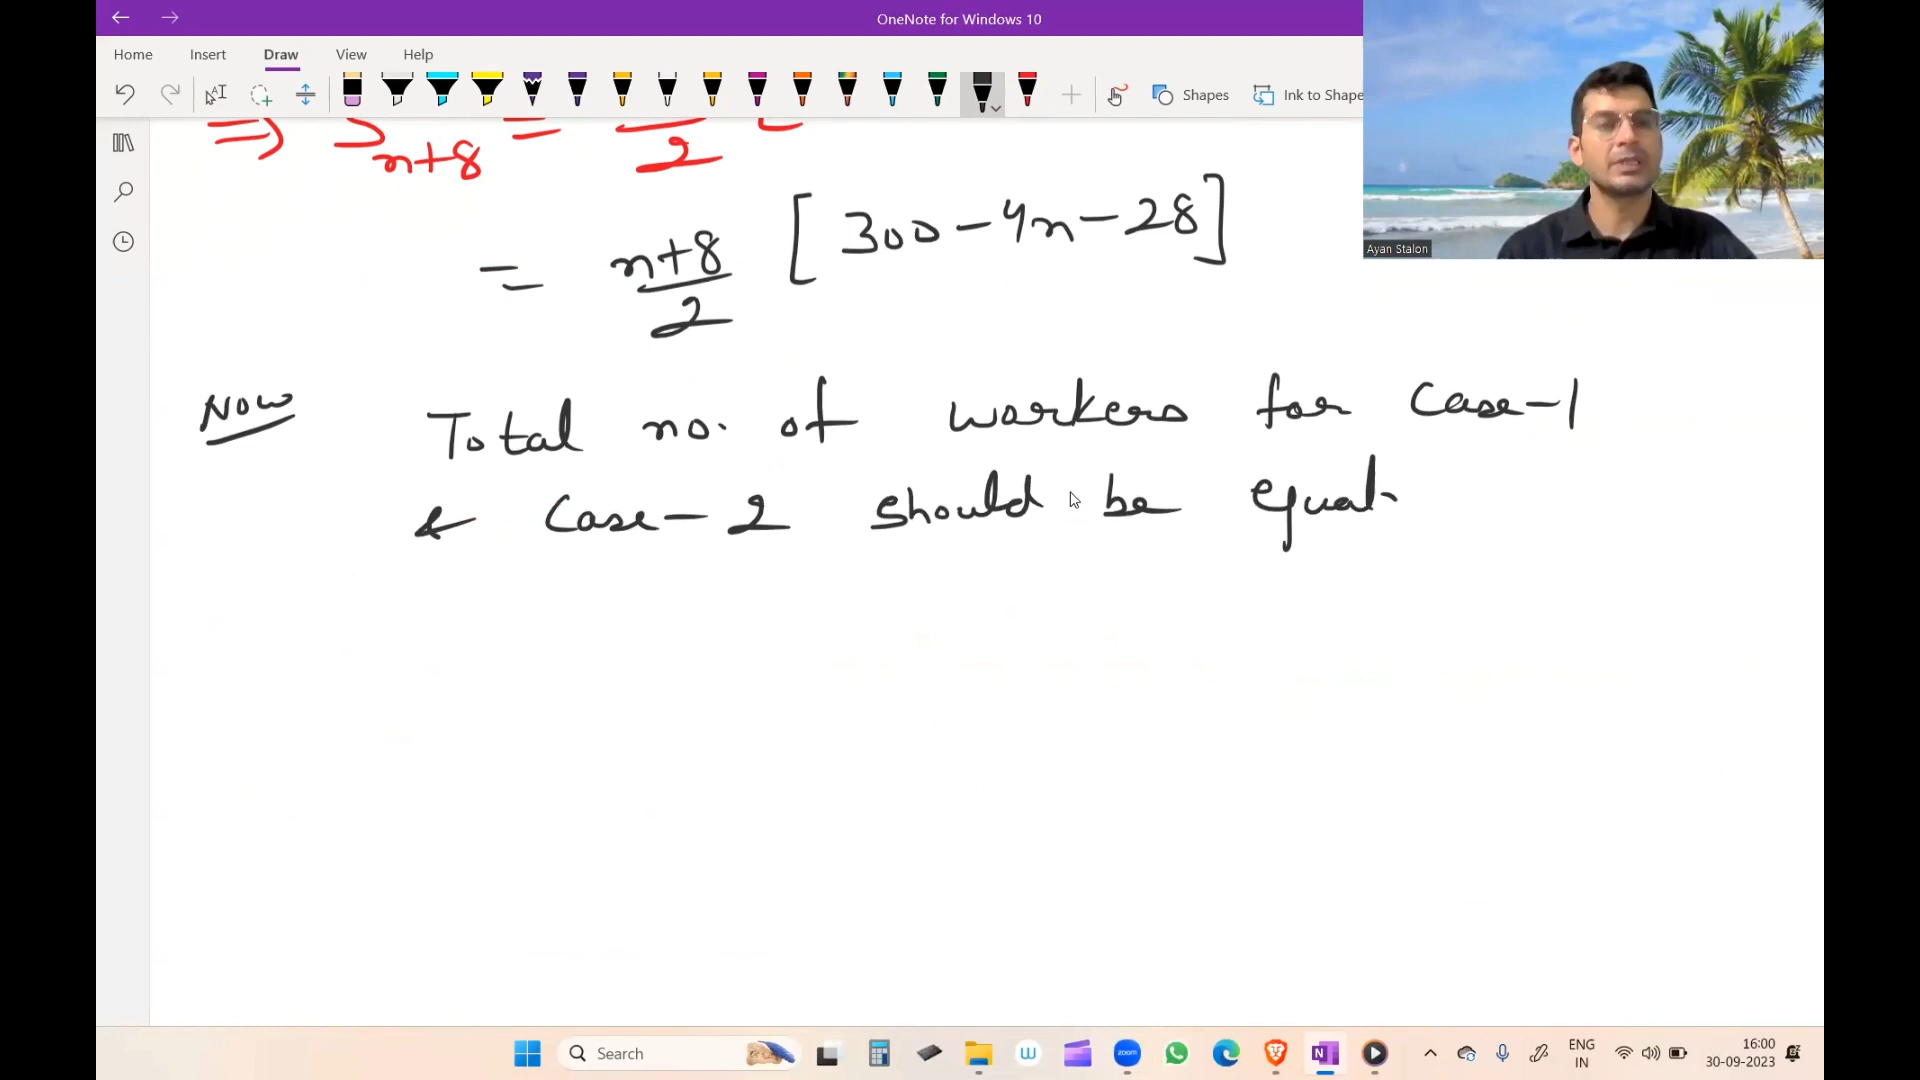 OneNote for Windows 10
Home Insert Draw View Help
Shapes Ink to Shape
Ayan Stalon
⇒ S n+8 = 2 [
= n+8 / 2 [ 300 - 4n - 28 ]
Now Total no. of workers for Case-1
& Case-2 should be equal.
Search
zoom
ENG
IN
16:00
30-09-2023